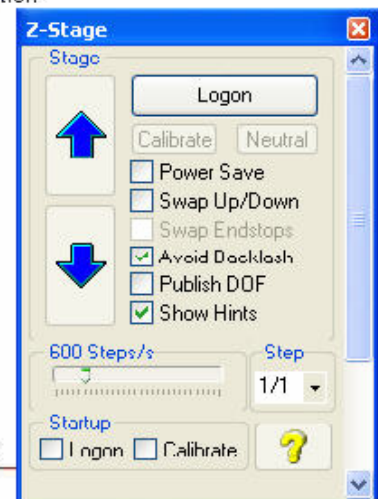 tion
Z-Stage
Stage
Logon
Calibrate Neutral
Power Save
Swap Up/Down
Swap Endstops
Avoid Backlash
Publish DOF
Show Hints
600 Steps/s
Step
1/1
Startup
Logon Calibrate
?